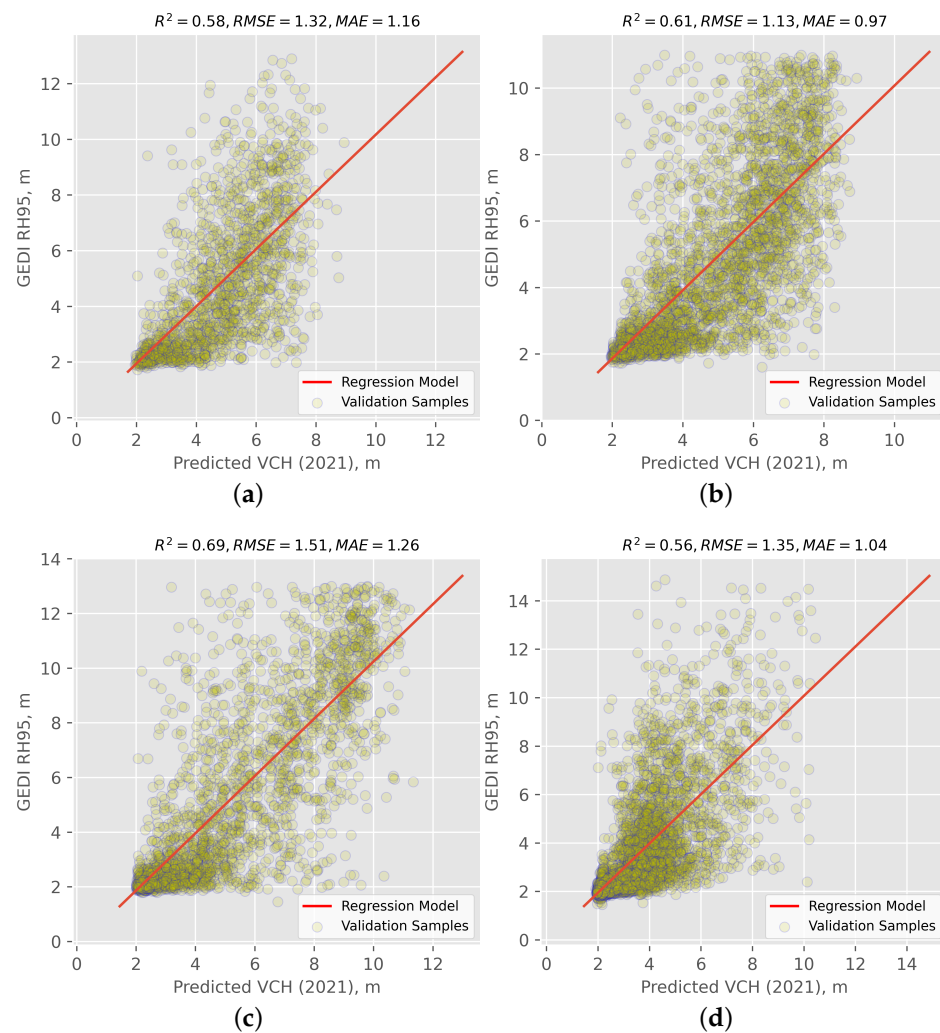 R² = 0.58, RMSE = 1.32, MAE = 1.16
GEDI RH95, m
12
10
8
6
4
2
0
Regression Model
Validation Samples
0 2 4 6 8 10 12
Predicted VCH (2021), m
(a)
R² = 0.61, RMSE = 1.13, MAE = 0.97
GEDI RH95, m
10
8
6
4
2
0
Regression Model
Validation Samples
0 2 4 6 8 10
Predicted VCH (2021), m
(b)
R² = 0.69, RMSE = 1.51, MAE = 1.26
GEDI RH95, m
14
12
10
8
6
4
2
0
Regression Model
Validation Samples
0 2 4 6 8 10 12
Predicted VCH (2021), m
(c)
R² = 0.56, RMSE = 1.35, MAE = 1.04
GEDI RH95, m
14
12
10
8
6
4
2
0
Regression Model
Validation Samples
0 2 4 6 8 10 12 14
Predicted VCH (2021), m
(d)